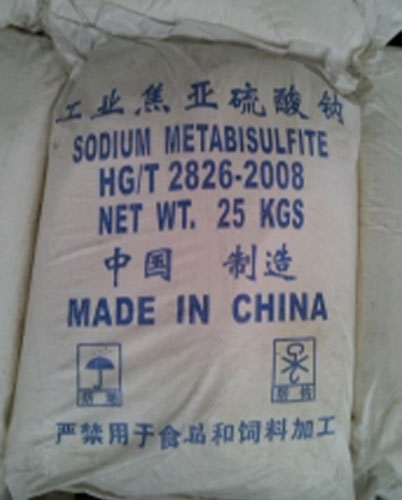 工业焦亚硫酸钠
SODIUM METABISULFITE
HG/T 2826-2008
NET WT. 25 KGS
中国 制造
MADE IN CHINA
严禁用于食品和饲料加工